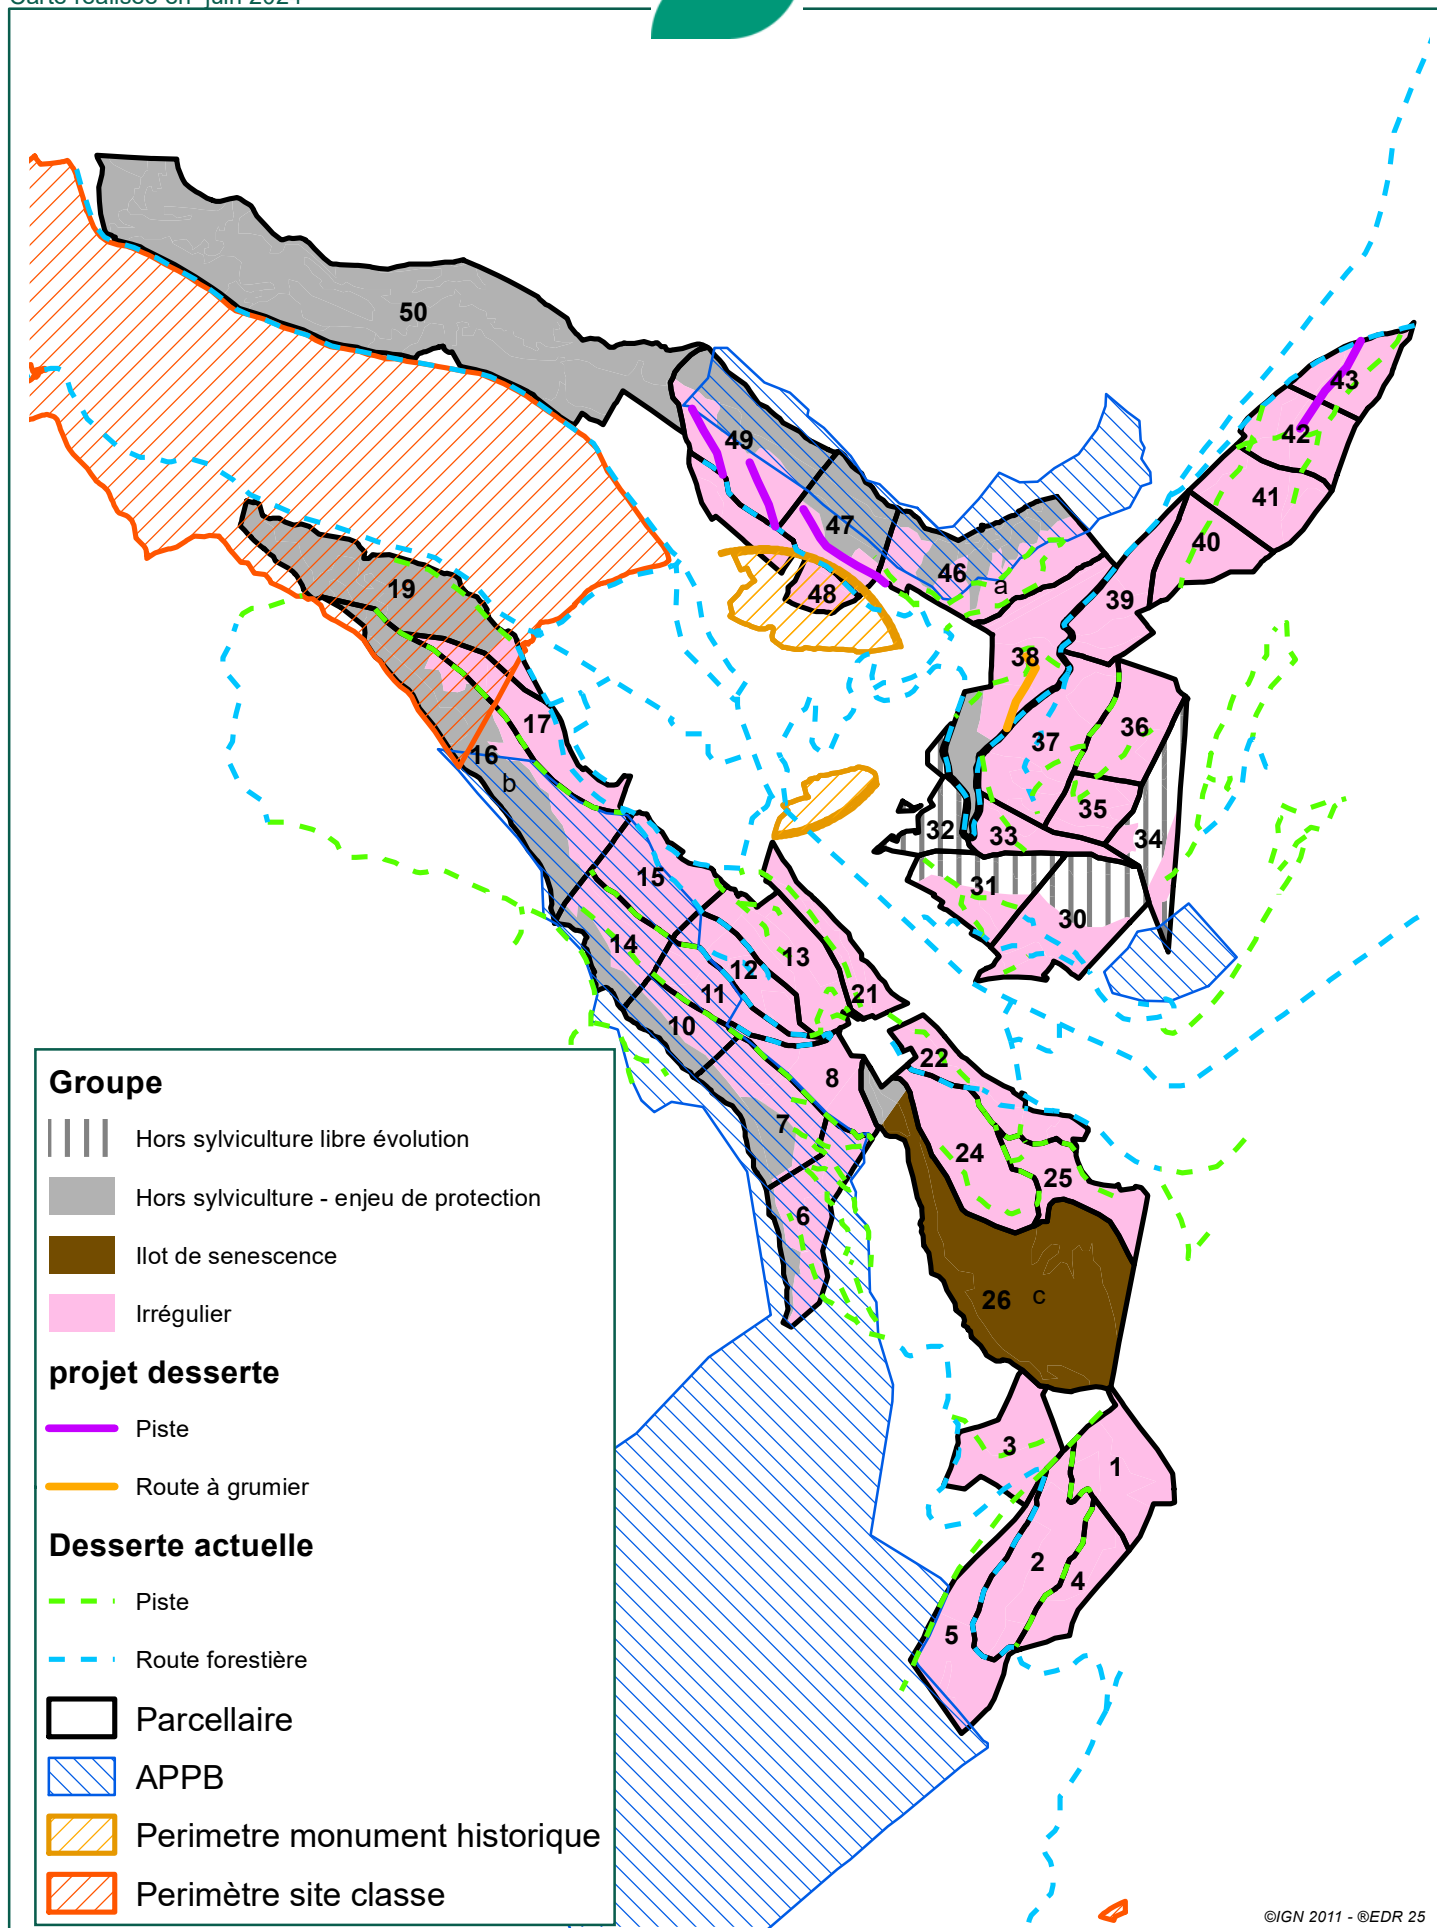 50
43
42
49
41
47
40
46
a
19
48
39
38
17
36
37
16
b
35
32
33
34
15
31
30
14
13
12
11
21
10
22
8
7
24
25
6
26 c
3
1
2
4
5
Groupe
Hors sylviculture libre évolution
Hors sylviculture - enjeu de protection
Ilot de senescence
Irrégulier
projet desserte
Piste
Route à grumier
Desserte actuelle
Piste
Route forestière
Parcellaire
APPB
Perimetre monument historique
Perimètre site classe
©IGN 2011 - ®EDR 25